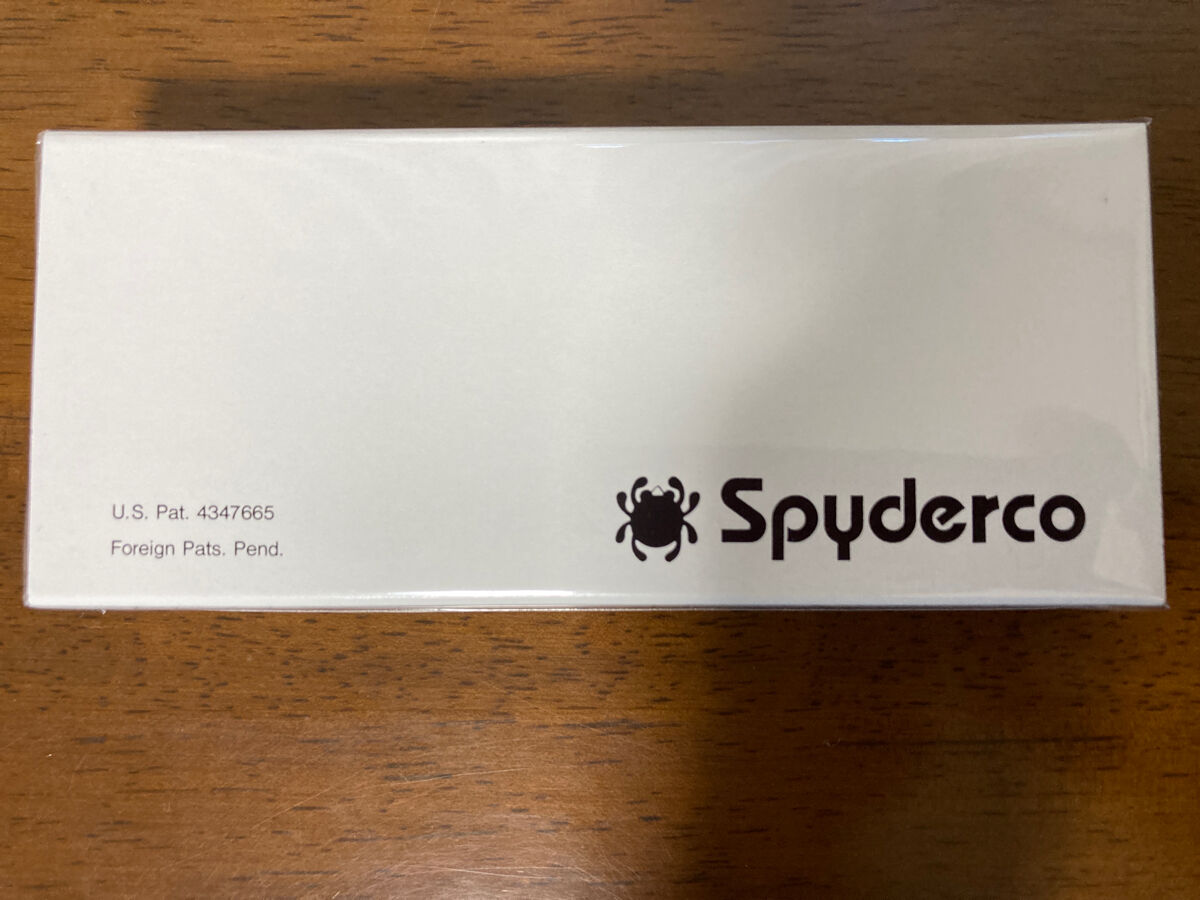 U.S. Pat. 4347665
Foreign Pats. Pend.
Spyderco